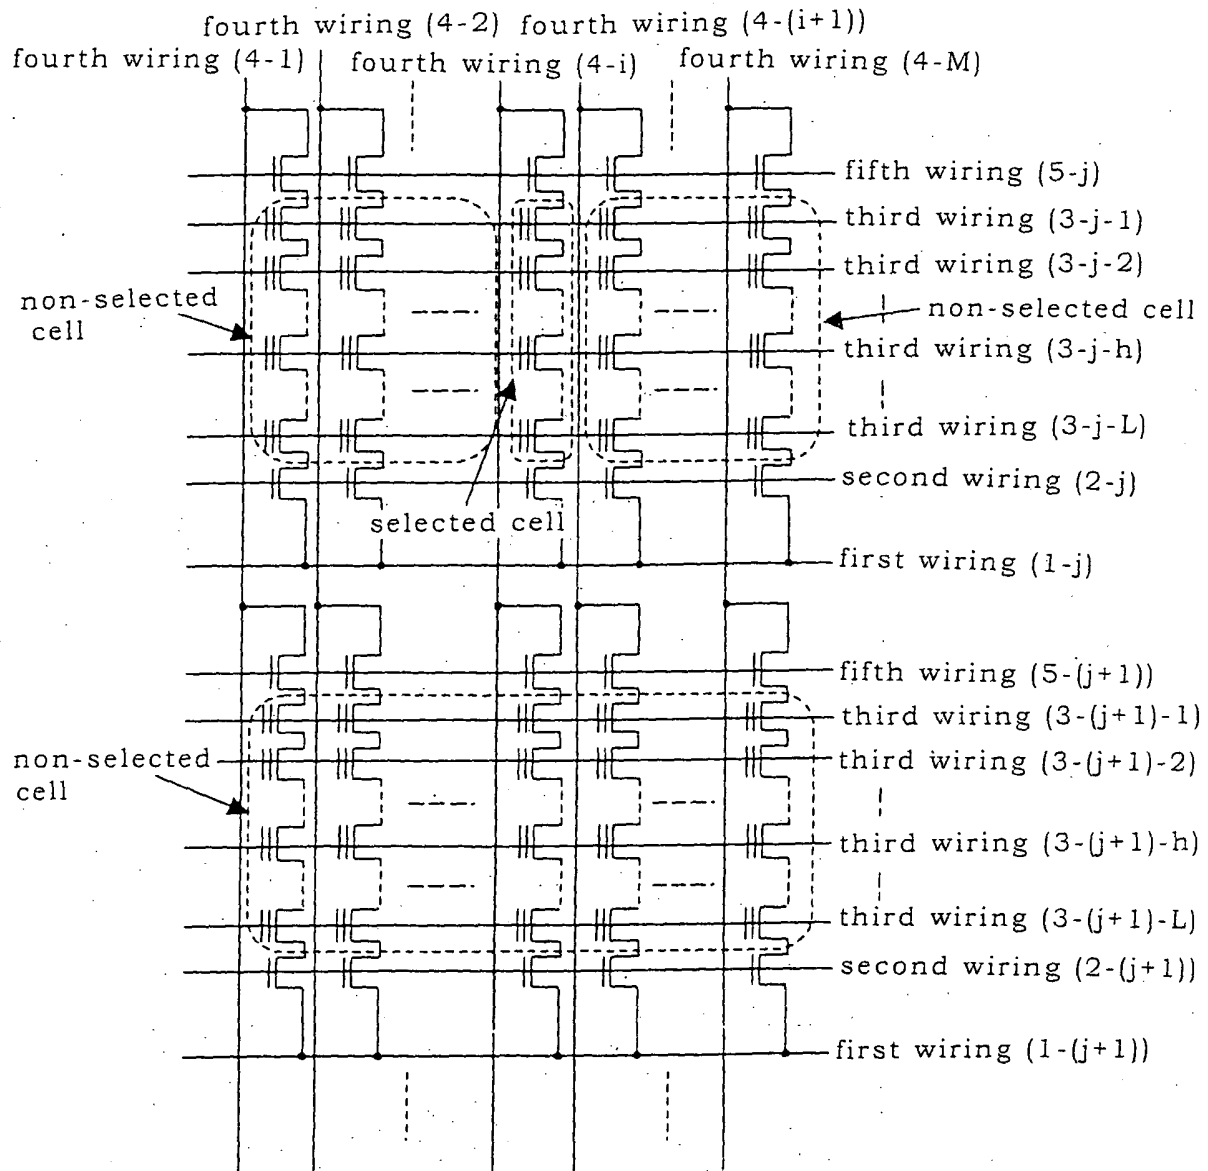 fourth wiring (4-2) fourth wiring (4-(i+1))
fourth wiring (4-1) fourth wiring (4-i) fourth wiring (4-M)
fifth wiring (5-j)
third wiring (3-j-1)
third wiring (3-j-2)
non-selected
cell
non-selected cell
third wiring (3-j-h)
third wiring (3-j-L)
second wiring (2-j)
selected cell
first wiring (1-j)
fifth wiring (5-(j+1))
third wiring (3-(j+1)-1)
non-selected
cell
third wiring (3-(j+1)-2)
third wiring (3-(j+1)-h)
third wiring (3-(j+1)-L)
second wiring (2-(j+1))
first wiring (1-(j+1))